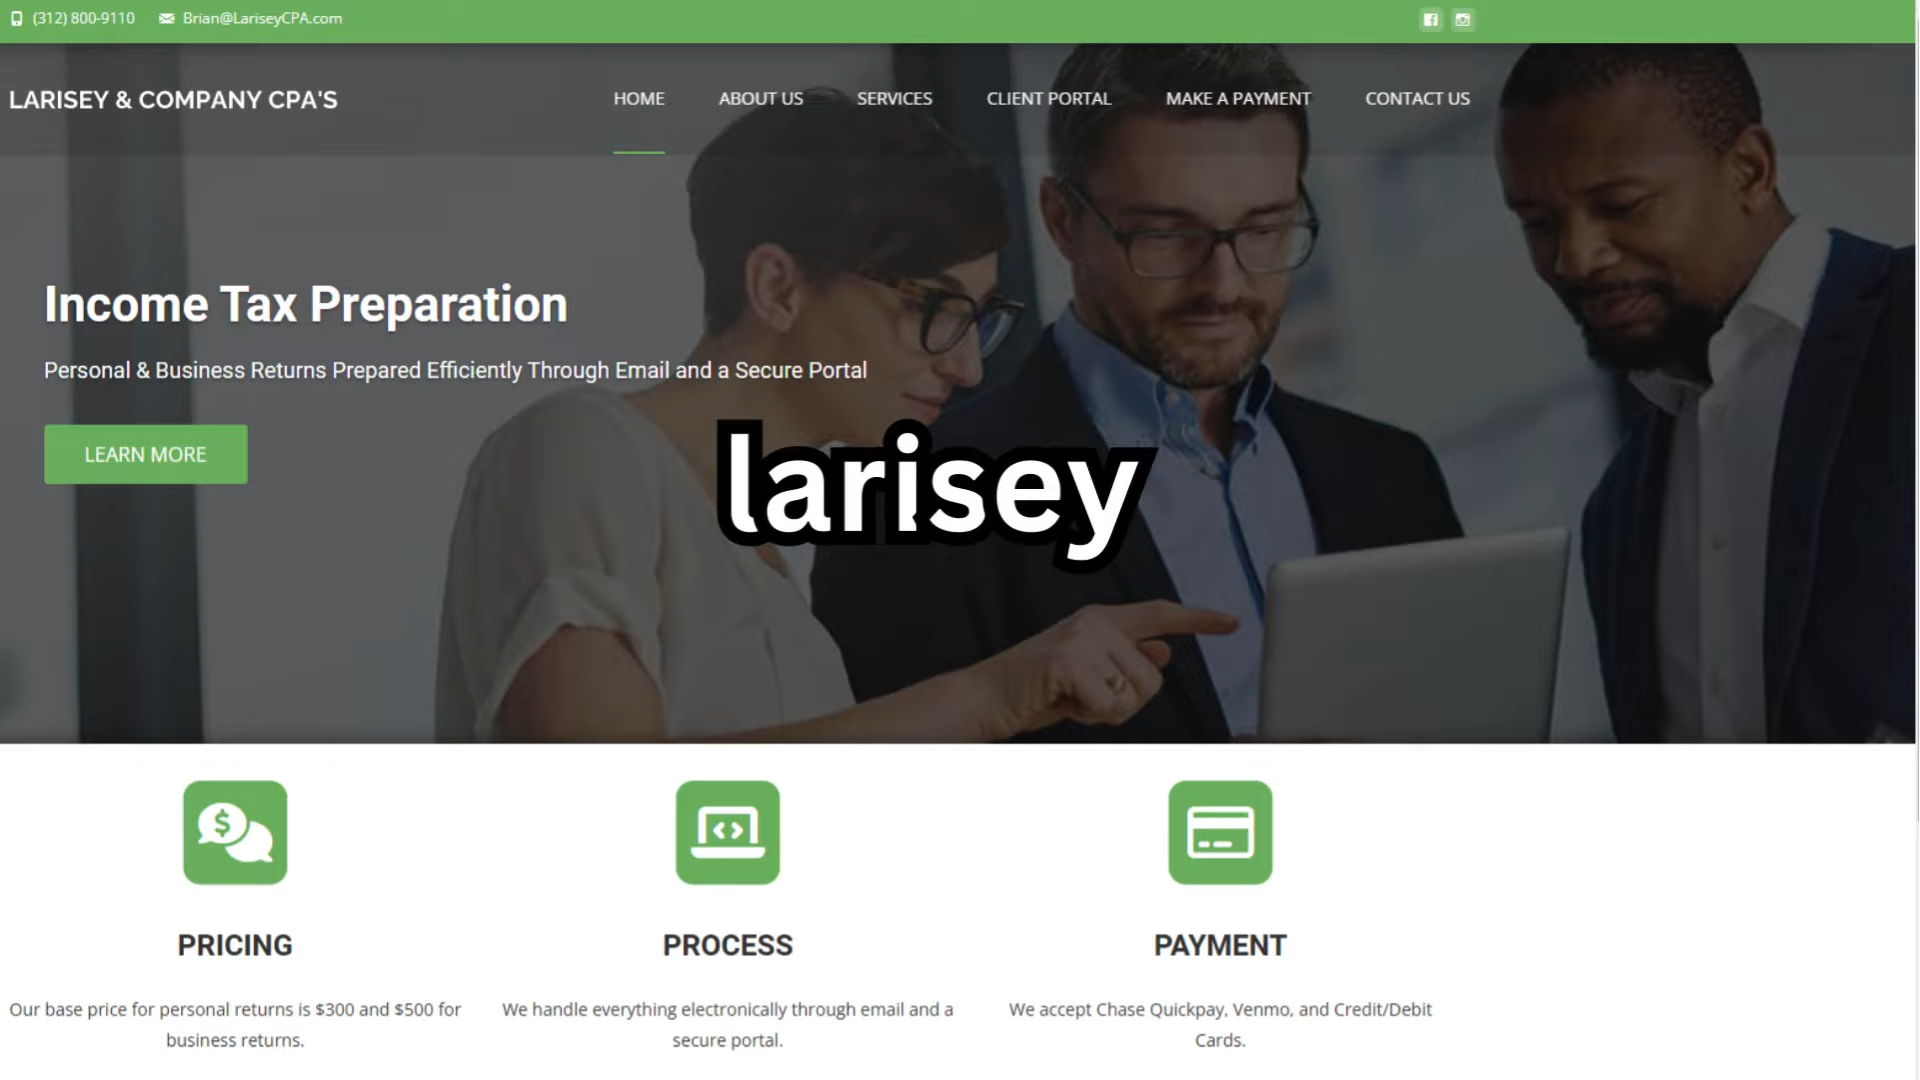 (312) 800-9110 Brian@LariseyCPA.com
LARISEY & COMPANY CPA'S
HOME ABOUT US SERVICES CLIENT PORTAL MAKE A PAYMENT CONTACT US
Income Tax Preparation
Personal & Business Returns Prepared Efficiently Through Email and a Secure Portal
LEARN MORE
larisey
PRICING
Our base price for personal returns is $300 and $500 for
business returns.
PROCESS
We handle everything electronically through email and a
secure portal.
PAYMENT
We accept Chase Quickpay, Venmo, and Credit/Debit
Cards.